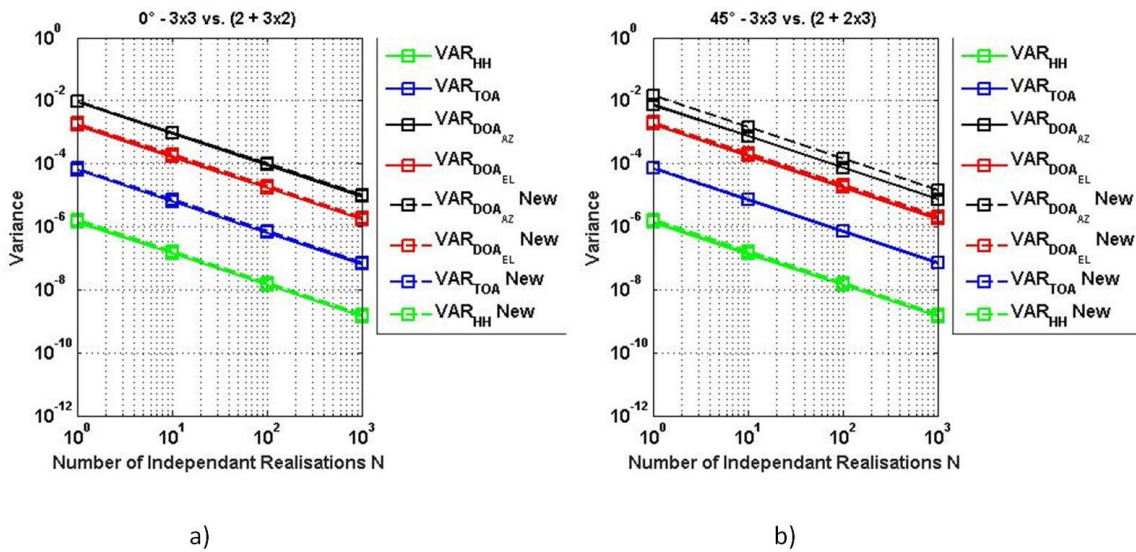 0° - 3x3 vs. (2 + 3x2)
10^0
10^-2
10^-4
10^-6
10^-8
10^-10
10^-12
Variance
10^0 10^1 10^2 10^3
Number of Independant Realisations N
VAR_HH
VAR_TOA
VAR_DOA_AZ
VAR_DOA_EL
VAR_DOA_AZ New
VAR_DOA_EL New
VAR_TOA New
VAR_HH New
a)
45° - 3x3 vs. (2 + 2x3)
10^0
10^-2
10^-4
10^-6
10^-8
10^-10
10^-12
Variance
10^0 10^1 10^2 10^3
Number of Independant Realisations N
VAR_HH
VAR_TOA
VAR_DOA_AZ
VAR_DOA_EL
VAR_DOA_AZ New
VAR_DOA_EL New
VAR_TOA New
VAR_HH New
b)